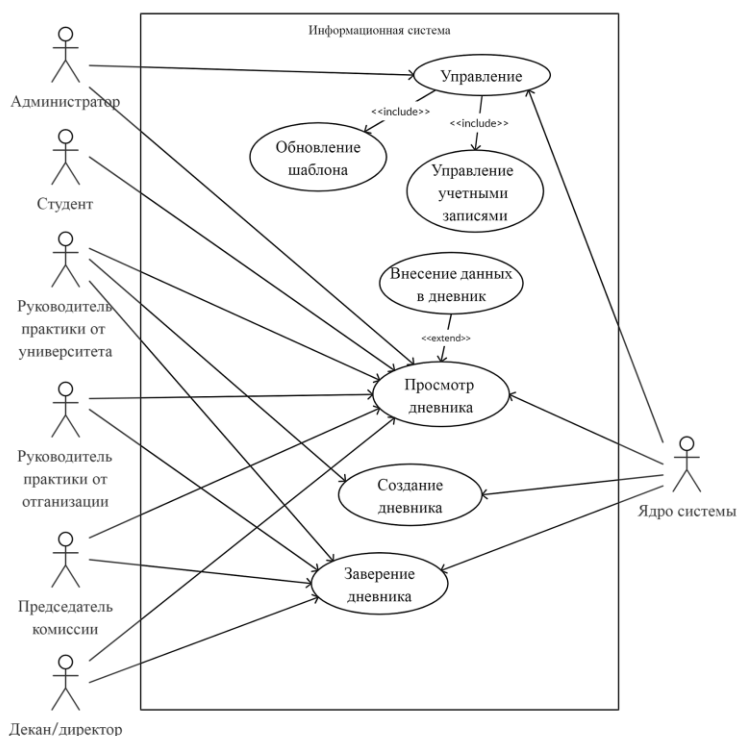 Информационная система
Администратор
Управление
<<include>>
<<include>>
Обновление
шаблона
Управление
учетными
записями
Студент
Руководитель
практики от
университета
Внесение данных
в дневник
<<extend>>
Просмотр
дневника
Руководитель
практики от
отганизации
Создание
дневника
Ядро системы
Заверение
дневника
Председатель
комиссии
Декан/директор